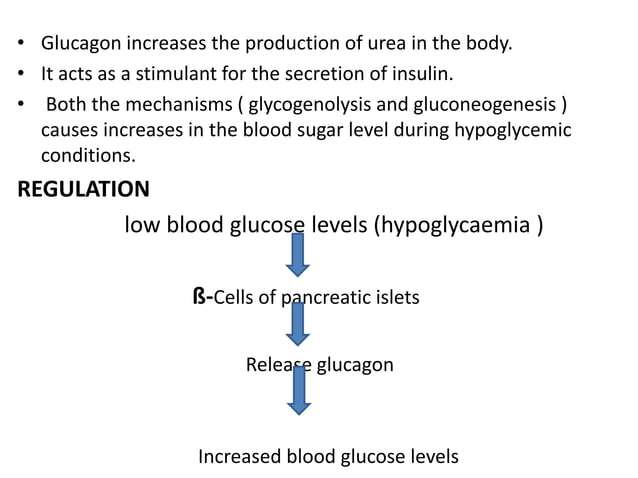 • Glucagon increases the production of urea in the body.
• It acts as a stimulant for the secretion of insulin.
• Both the mechanisms ( glycogenolysis and gluconeogenesis )
causes increases in the blood sugar level during hypoglycemic
conditions.
REGULATION
low blood glucose levels (hypoglycaemia )
ß-Cells of pancreatic islets
Release glucagon
Increased blood glucose levels